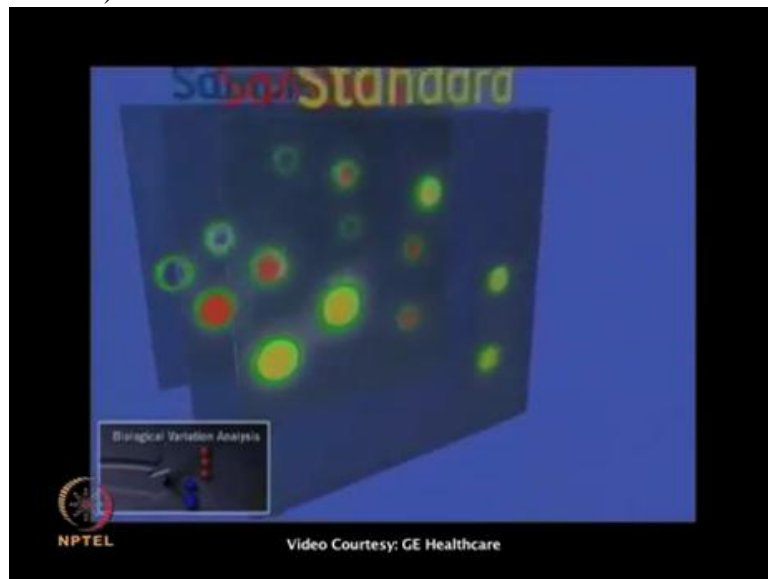 Standard
Biological Variation Analysis
NPTEL
Video Courtesy: GE Healthcare